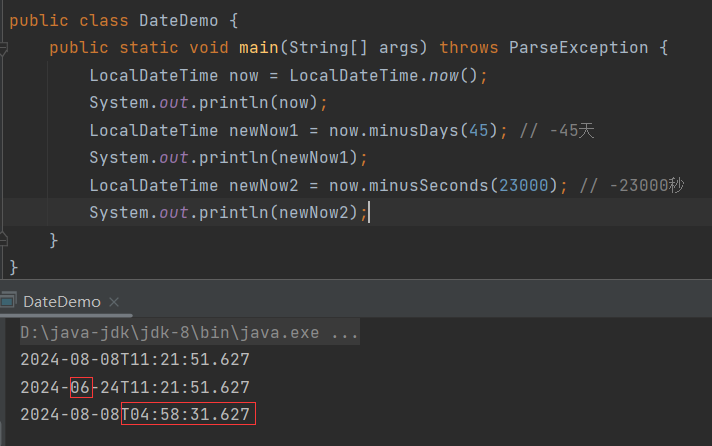 public class DateDemo {
    public static void main(String[] args) throws ParseException {
        LocalDateTime now = LocalDateTime.now();
        System.out.println(now);
        LocalDateTime newNow1 = now.minusDays(45); // -45天
        System.out.println(newNow1);
        LocalDateTime newNow2 = now.minusSeconds(23000); // -23000秒
        System.out.println(newNow2);
    }
}
DateDemo ×
D:\java-jdk\jdk-8\bin\java.exe ...
2024-08-08T11:21:51.627
2024-06-24T11:21:51.627
2024-08-08T04:58:31.627